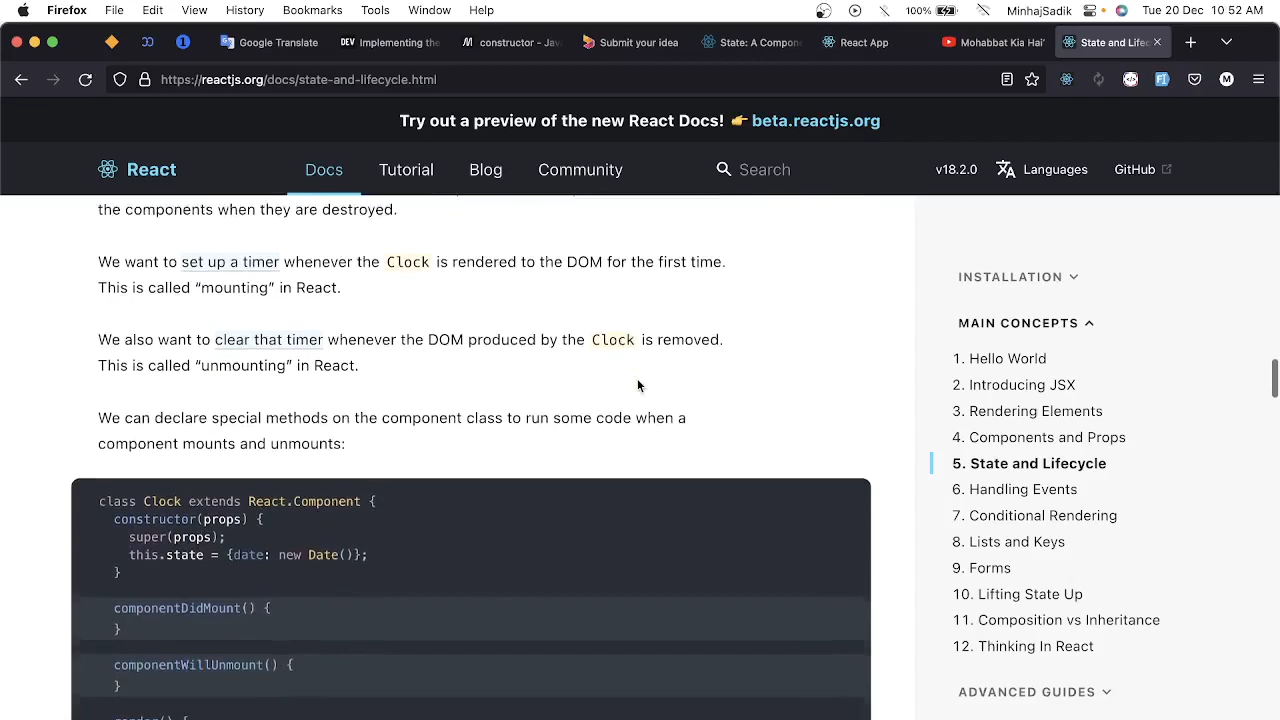 Firefox File Edit View History Bookmarks Tools Window Help 100% MinhajSadik Tue 20 Dec 10:52 AM
Google Translate DEV Implementing the constructor - Jav Submit your idea State: A Compon React App Mohabbat Kia Hai' State and Lifec
https://reactjs.org/docs/state-and-lifecycle.html
Try out a preview of the new React Docs! 👉 beta.reactjs.org
React Docs Tutorial Blog Community Search v18.2.0 Languages GitHub
the components when they are destroyed.
We want to set up a timer whenever the Clock is rendered to the DOM for the first time.
This is called “mounting” in React.
We also want to clear that timer whenever the DOM produced by the Clock is removed.
This is called “unmounting” in React.
We can declare special methods on the component class to run some code when a
component mounts and unmounts:
class Clock extends React.Component {
constructor(props) {
super(props);
this.state = {date: new Date()};
}
componentDidMount() {
}
componentWillUnmount() {
}
INSTALLATION
MAIN CONCEPTS
1. Hello World
2. Introducing JSX
3. Rendering Elements
4. Components and Props
5. State and Lifecycle
6. Handling Events
7. Conditional Rendering
8. Lists and Keys
9. Forms
10. Lifting State Up
11. Composition vs Inheritance
12. Thinking In React
ADVANCED GUIDES